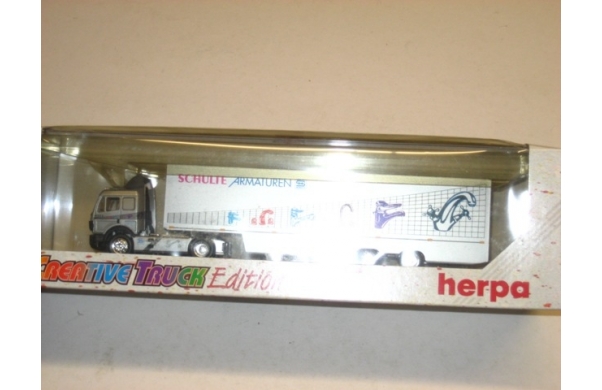 SCHULTE ARMATUREN
CREATIVE TRUCK Edition
herpa